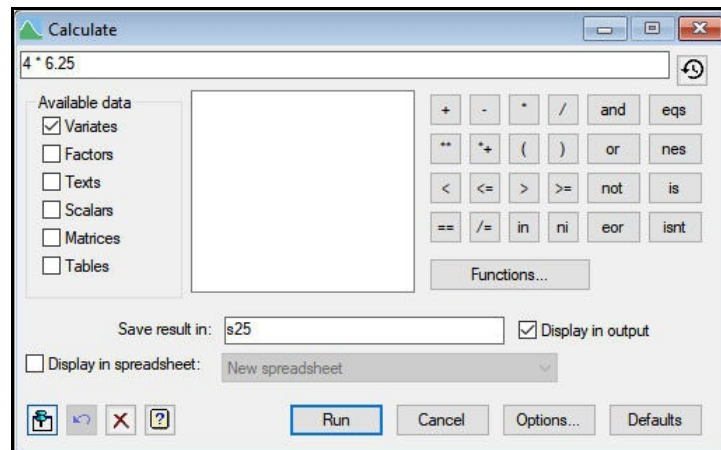 Calculate
4 * 6.25
Available data
Variates
Factors
Texts
Scalars
Matrices
Tables
+ - * / and eqs
** *+ ( ) or nes
< <= > >= not is
== /= in ni eor isnt
Functions...
Save result in: s25 Display in output
Display in spreadsheet: New spreadsheet
? Run Cancel Options... Defaults